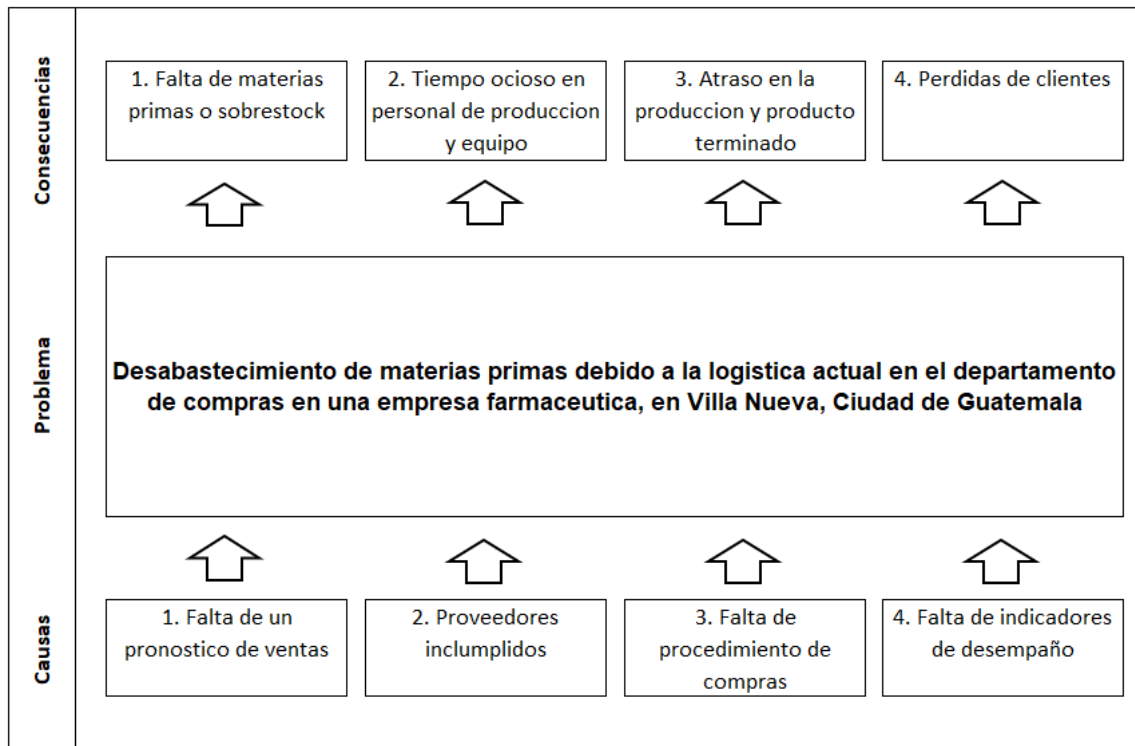 Consecuencias
1. Falta de materias
primas o sobrestock
2. Tiempo ocioso en
personal de produccion
y equipo
3. Atraso en la
produccion y producto
terminado
4. Perdidas de clientes
Problema
Desabastecimiento de materias primas debido a la logistica actual en el departamento
de compras en una empresa farmaceutica, en Villa Nueva, Ciudad de Guatemala
Causas
1. Falta de un
pronostico de ventas
2. Proveedores
inclumplidos
3. Falta de
procedimiento de
compras
4. Falta de indicadores
de desempaño